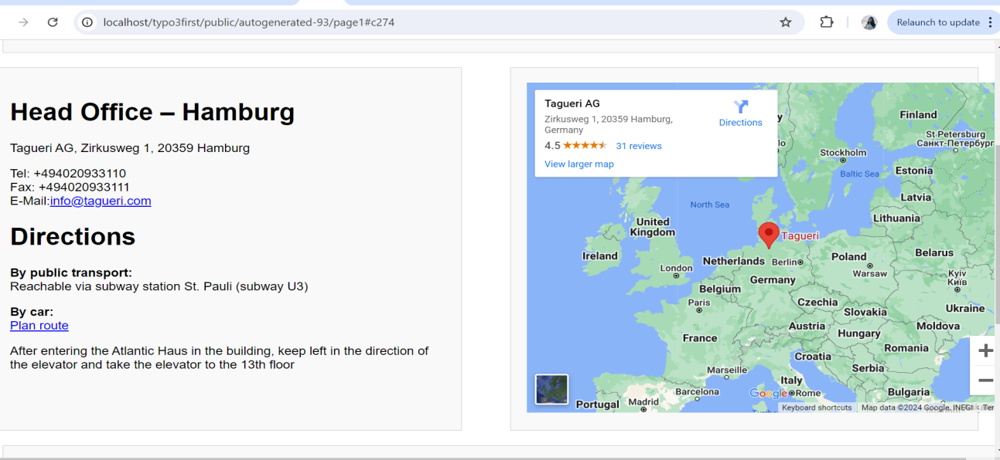 localhost/typo3first/public/autogenerated-93/page1#c274
Relaunch to update
Head Office – Hamburg
Tagueri AG, Zirkusweg 1, 20359 Hamburg
Tel: +494020933110
Fax: +494020933111
E-Mail:info@tagueri.com
Directions
By public transport:
Reachable via subway station St. Pauli (subway U3)
By car:
Plan route
After entering the Atlantic Haus in the building, keep left in the direction of
the elevator and take the elevator to the 13th floor
Tagueri AG
Zirkusweg 1, 20359 Hamburg,
Germany
4.5 31 reviews
View larger map
Directions
Finland
St Petersburg
Санкт-Петербург
Stockholm
Baltic Sea
Estonia
Latvia
North Sea
Lithuania
United
Kingdom
Tagueri
Ireland
Netherlands
Berlin
Poland
Belarus
London
Warsaw
Kyiv
Київ
Belgium
Germany
Paris
Czechia
Slovakia
Ukraine
Austria
Hungary
Moldova
France
Romania
Croatia
Serbia
Marseille
Italy
Barcelona
Google
Rome
Bulgaria
Portugal
Madrid
Keyboard shortcuts
Map data ©2024 Google, INEGI
Ter